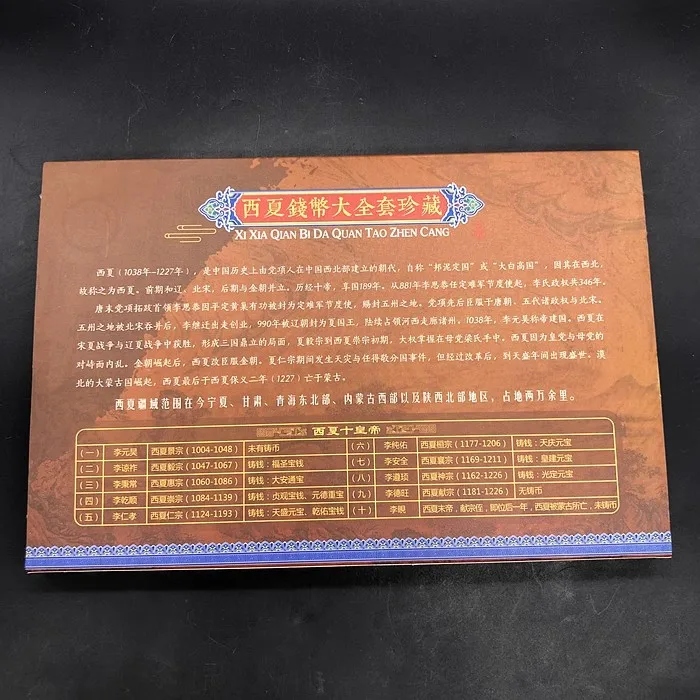 西夏錢幣大全套珍藏
XI XIA QIAN BI DA QUAN TAO ZHEN CANG
西夏（1038年—1227年），是中国历史上由党项人在中国西北部建立的朝代，自称“邦泥定国”或“大白高国”，因其在西北，
故称之为西夏。前期和辽，北宋，后期与金朝并立。历经十帝，享国189年。从881年李思恭任定难军节度使起，李氏政权共346年。
唐末党项拓跋首领李思恭因平定黄巢有功被封为定难军节度使，赐封五州之地。党项先后臣服于唐朝、五代诸政权与北宋。
五州之地被北宋吞并后，李继迁出走创业，990年被辽朝封为夏国王，陆续占领河西走廊诸州。1038年，李元昊称帝建国。西夏在
宋夏战争与辽夏战争中获胜，形成三国鼎立的局面，夏毅宗到西夏崇宗初期，大权掌握在母党梁氏手中。西夏因为皇党与母党的
对峙而内乱。金朝崛起后，西夏改臣服金朝。夏仁宗期间发生天灾与任得敬分国事件，但经过改革后，到天盛年间出现盛世。漠
北的大蒙古国崛起，西夏最后于西夏保义二年（1227）亡于蒙古。
西夏疆域范围在今宁夏、甘肃、青海东北部、内蒙古西部以及陕西北部地区，占地两万余里。
西夏十皇帝
（一） 李元昊 西夏景宗（1004-1048） 未有铸币 （六） 李纯佑 西夏桓宗（1177-1206） 铸钱：天庆元宝
（二） 李谅祚 西夏毅宗（1047-1067） 铸钱：福圣宝钱 （七） 李安全 西夏襄宗（1169-1211） 铸钱：皇建元宝
（三） 李秉常 西夏惠宗（1060-1086） 铸钱：大安通宝 （八） 李遵顼 西夏神宗（1162-1226） 铸钱：光定元宝
（四） 李乾顺 西夏崇宗（1084-1139） 铸钱：贞观宝钱、元德重宝 （九） 李德旺 西夏献宗（1181-1226） 无铸币
（五） 李仁孝 西夏仁宗（1124-1193） 铸钱：天盛元宝、乾佑宝钱 （十） 李睍 西夏末帝，献宗侄，即位后一年，西夏被蒙古所亡，未铸币